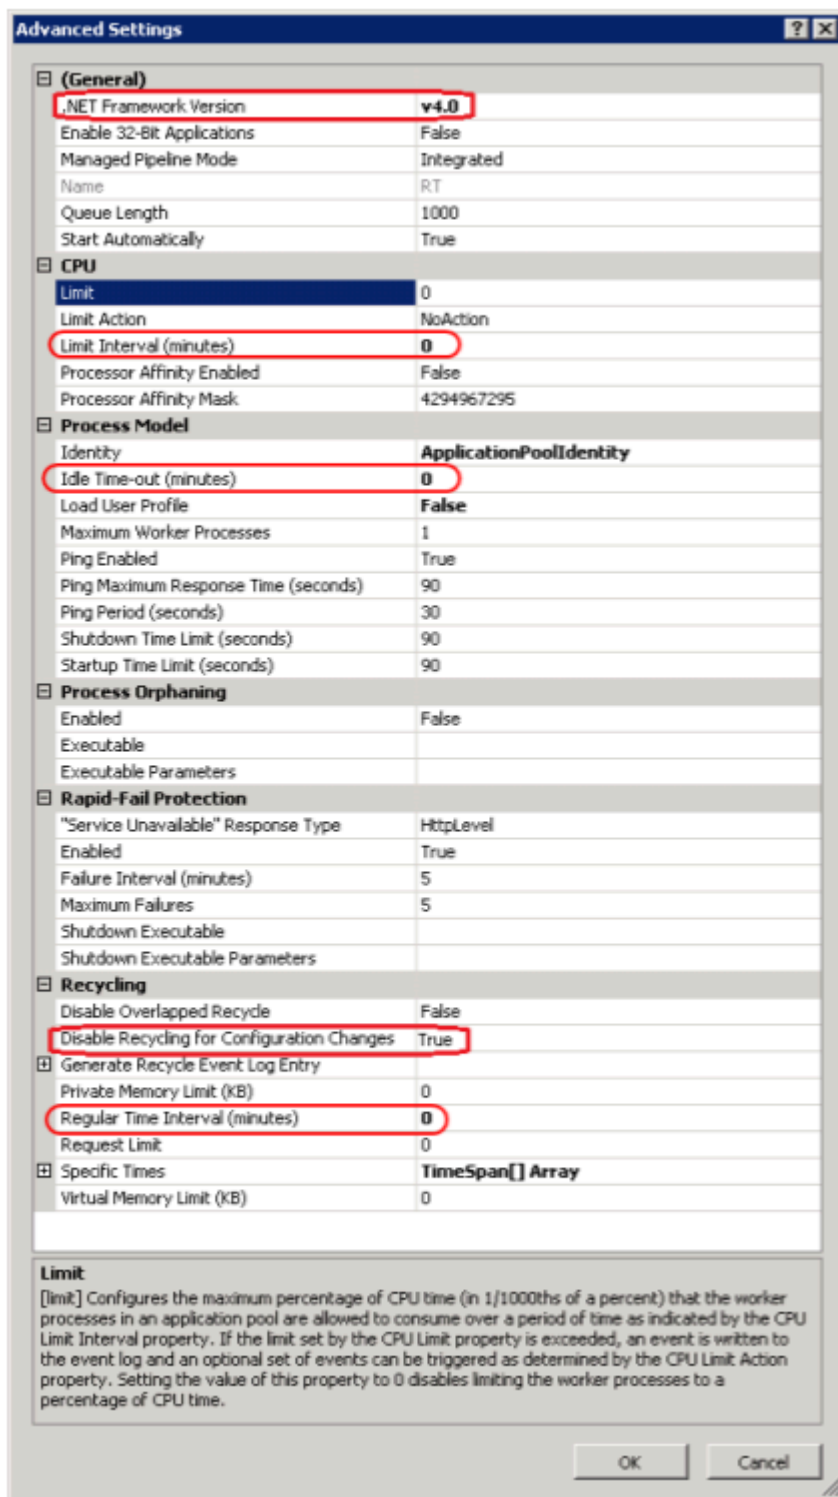 Advanced Settings
(General)
.NET Framework Version v4.0
Enable 32-Bit Applications False
Managed Pipeline Mode Integrated
Name RT
Queue Length 1000
Start Automatically True
CPU
Limit 0
Limit Action NoAction
Limit Interval (minutes) 0
Processor Affinity Enabled False
Processor Affinity Mask 4294967295
Process Model
Identity ApplicationPoolIdentity
Idle Time-out (minutes) 0
Load User Profile False
Maximum Worker Processes 1
Ping Enabled True
Ping Maximum Response Time (seconds) 90
Ping Period (seconds) 30
Shutdown Time Limit (seconds) 90
Startup Time Limit (seconds) 90
Process Orphaning
Enabled False
Executable
Executable Parameters
Rapid-Fail Protection
"Service Unavailable" Response Type HttpLevel
Enabled True
Failure Interval (minutes) 5
Maximum Failures 5
Shutdown Executable
Shutdown Executable Parameters
Recycling
Disable Overlapped Recycle False
Disable Recycling for Configuration Changes True
Generate Recycle Event Log Entry
Private Memory Limit (KB) 0
Regular Time Interval (minutes) 0
Request Limit 0
Specific Times TimeSpan[] Array
Virtual Memory Limit (KB) 0
Limit
[limit] Configures the maximum percentage of CPU time (in 1/1000ths of a percent) that the worker
processes in an application pool are allowed to consume over a period of time as indicated by the CPU
Limit Interval property. If the limit set by the CPU Limit property is exceeded, an event is written to
the event log and an optional set of events can be triggered as determined by the CPU Limit Action
property. Setting the value of this property to 0 disables limiting the worker processes to a
percentage of CPU time.
OK Cancel